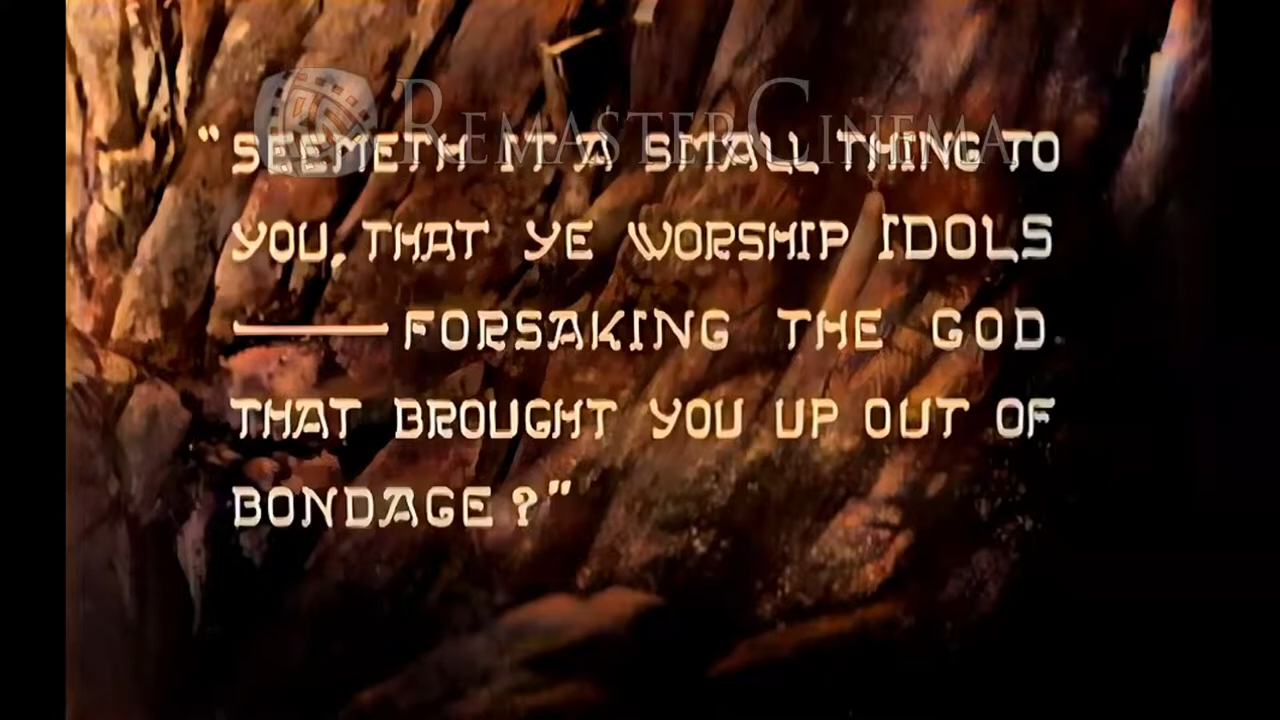 REMASTERCINEMA
"SEEMETH IT A SMALL THING TO
YOU, THAT YE WORSHIP IDOLS
—FORSAKING THE GOD
THAT BROUGHT YOU UP OUT OF
BONDAGE?"